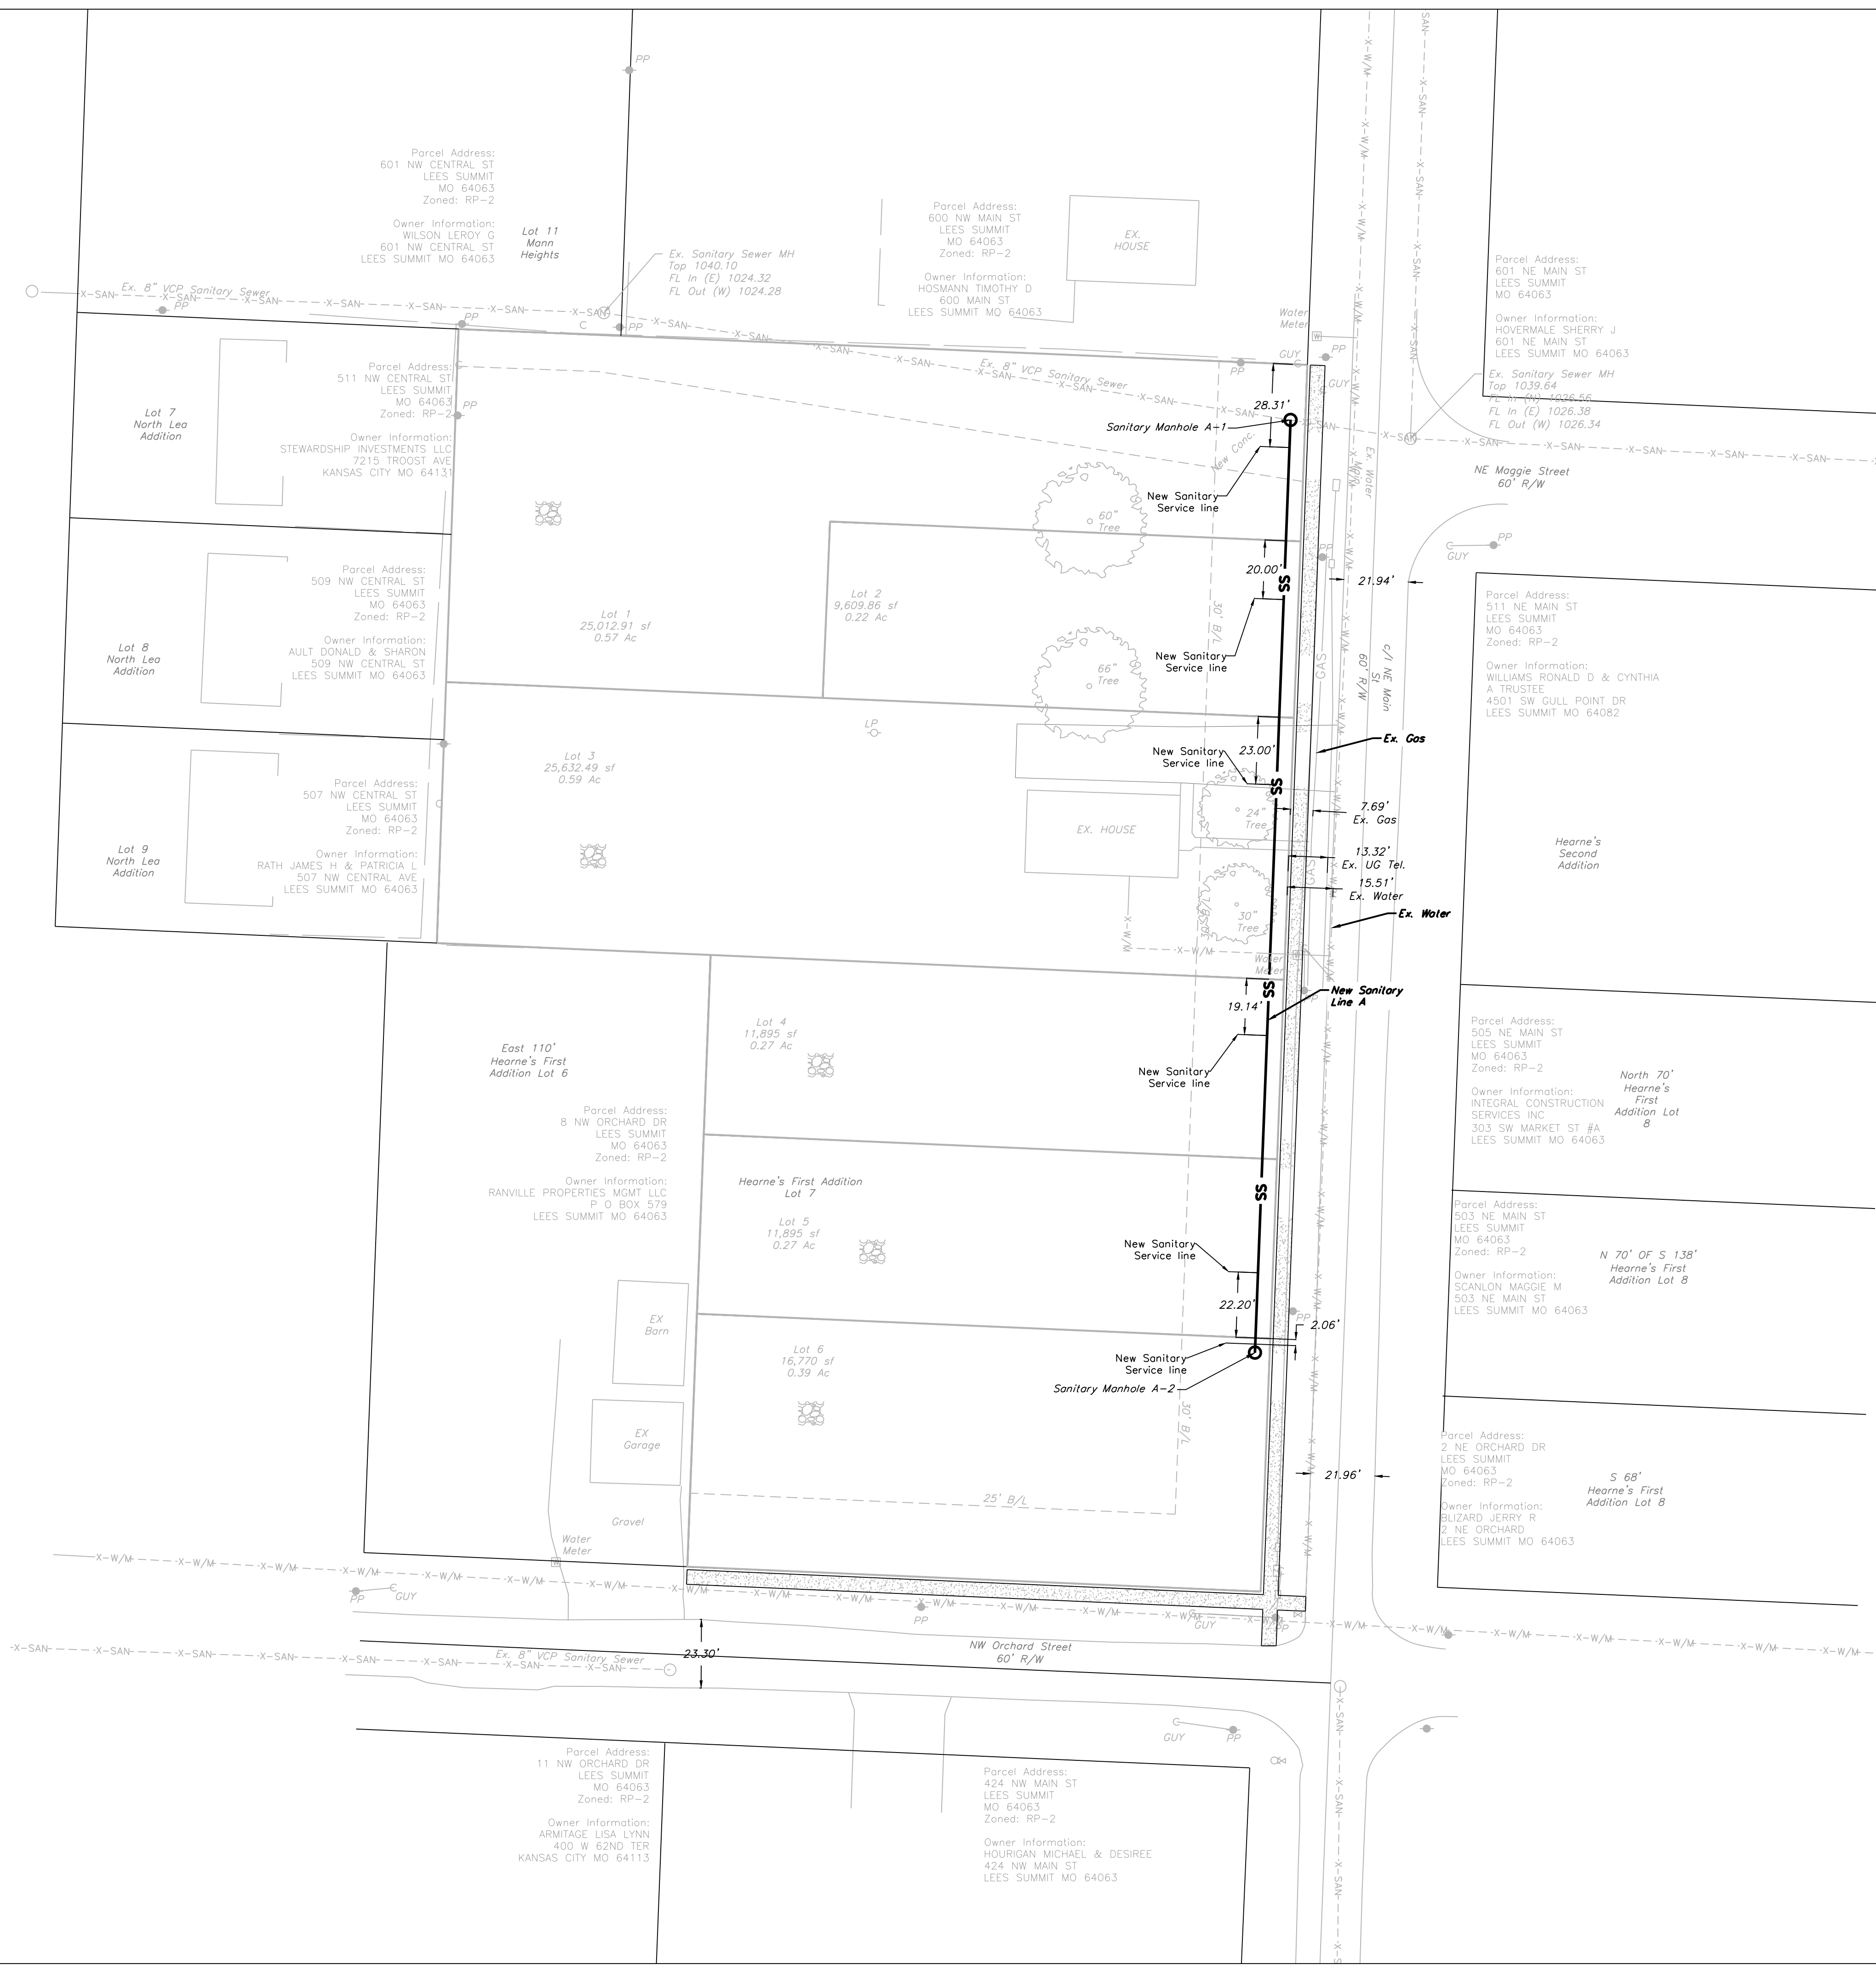 PP
Parcel Address:
601 NW CENTRAL ST
LEES SUMMIT
MO 64063
Zoned: RP-2
Owner Information:
WILSON LEROY G
601 NW CENTRAL ST
LEES SUMMIT MO 64063
Lot 11
Mann
Heights
Ex. Sanitary Sewer MH
Top 1040.10
FL In (E) 1024.32
FL Out (W) 1024.28
Parcel Address:
600 NW MAIN ST
LEES SUMMIT
MO 64063
Zoned: RP-2
Owner Information:
HOSMANN TIMOTHY D
600 MAIN ST
LEES SUMMIT MO 64063
EX.
HOUSE
Water
Meter
W
PP
GUY
PP
GUY
Parcel Address:
601 NE MAIN ST
LEES SUMMIT
MO 64063
Owner Information:
HOVERMALE SHERRY J
601 NE MAIN ST
LEES SUMMIT MO 64063
Ex. Sanitary Sewer MH
Top 1039.64
FL In (N) 1026.56
FL In (E) 1026.38
FL Out (W) 1026.34
NE Maggie Street
60' R/W
Ex. 8" VCP Sanitary Sewer
X-SAN
PP
PP
PP
Ex. 8" VCP Sanitary Sewer
X-SAN
X-W/M
Ex. Water
Main
28.31'
Sanitary Manhole A-1
New Conc.
New Sanitary
Service line
Lot 7
North Lea
Addition
Parcel Address:
511 NW CENTRAL ST
LEES SUMMIT
MO 64063
Zoned: RP-2
Owner Information:
STEWARDSHIP INVESTMENTS LLC
7215 TROOST AVE
KANSAS CITY MO 64131
60"
Tree
20.00'
SS
PP
21.94'
PP
GUY
Lot 8
North Lea
Addition
Parcel Address:
509 NW CENTRAL ST
LEES SUMMIT
MO 64063
Zoned: RP-2
Owner Information:
AULT DONALD & SHARON
509 NW CENTRAL ST
LEES SUMMIT MO 64063
Lot 1
25,012.91 sf
0.57 Ac
Lot 2
9,609.86 sf
0.22 Ac
66"
Tree
30' B/L
New Sanitary
Service line
GAS
60' R/W
c/l NE Main
St
Parcel Address:
511 NE MAIN ST
LEES SUMMIT
MO 64063
Zoned: RP-2
Owner Information:
WILLIAMS RONALD D & CYNTHIA
A TRUSTEE
4501 SW GULL POINT DR
LEES SUMMIT MO 64082
LP
Lot 3
25,632.49 sf
0.59 Ac
New Sanitary
Service line
23.00'
SS
Ex. Gas
7.69'
Ex. Gas
Lot 9
North Lea
Addition
Parcel Address:
507 NW CENTRAL ST
LEES SUMMIT
MO 64063
Zoned: RP-2
Owner Information:
RATH JAMES H & PATRICIA L
507 NW CENTRAL AVE
LEES SUMMIT MO 64063
EX. HOUSE
24"
Tree
GAS
13.32'
Ex. UG Tel.
15.51'
Ex. Water
Ex. Water
Hearne's
Second
Addition
30"
Tree
30' B/L
X-W/M
Water
Meter
SS
New Sanitary
Line A
19.14'
New Sanitary
Service line
East 110'
Hearne's First
Addition Lot 6
Lot 4
11,895 sf
0.27 Ac
Parcel Address:
505 NE MAIN ST
LEES SUMMIT
MO 64063
Zoned: RP-2
Owner Information:
INTEGRAL CONSTRUCTION
SERVICES INC
303 SW MARKET ST #A
LEES SUMMIT MO 64063
North 70'
Hearne's
First
Addition Lot
8
Parcel Address:
8 NW ORCHARD DR
LEES SUMMIT
MO 64063
Zoned: RP-2
Owner Information:
RANVILLE PROPERTIES MGMT LLC
P O BOX 579
LEES SUMMIT MO 64063
Hearne's First Addition
Lot 7
Lot 5
11,895 sf
0.27 Ac
SS
New Sanitary
Service line
22.20'
PP
2.06'
Parcel Address:
503 NE MAIN ST
LEES SUMMIT
MO 64063
Zoned: RP-2
Owner Information:
SCANLON MAGGIE M
503 NE MAIN ST
LEES SUMMIT MO 64063
N 70' OF S 138'
Hearne's First
Addition Lot 8
EX
Barn
Lot 6
16,770 sf
0.39 Ac
New Sanitary
Service line
Sanitary Manhole A-2
30' B/L
EX
Garage
21.96'
Parcel Address:
2 NE ORCHARD DR
LEES SUMMIT
MO 64063
Zoned: RP-2
Owner Information:
BLIZARD JERRY R
2 NE ORCHARD
LEES SUMMIT MO 64063
S 68'
Hearne's First
Addition Lot 8
25' B/L
Gravel
Water
Meter
W
X-W/M
PP
GUY
PP
GUY
PP
NW Orchard Street
60' R/W
X-SAN
Ex. 8" VCP Sanitary Sewer
23.30'
GUY
PP
X-SAN
Parcel Address:
11 NW ORCHARD DR
LEES SUMMIT
MO 64063
Zoned: RP-2
Owner Information:
ARMITAGE LISA LYNN
400 W 62ND TER
KANSAS CITY MO 64113
Parcel Address:
424 NW MAIN ST
LEES SUMMIT
MO 64063
Zoned: RP-2
Owner Information:
HOURIGAN MICHAEL & DESIREE
424 NW MAIN ST
LEES SUMMIT MO 64063